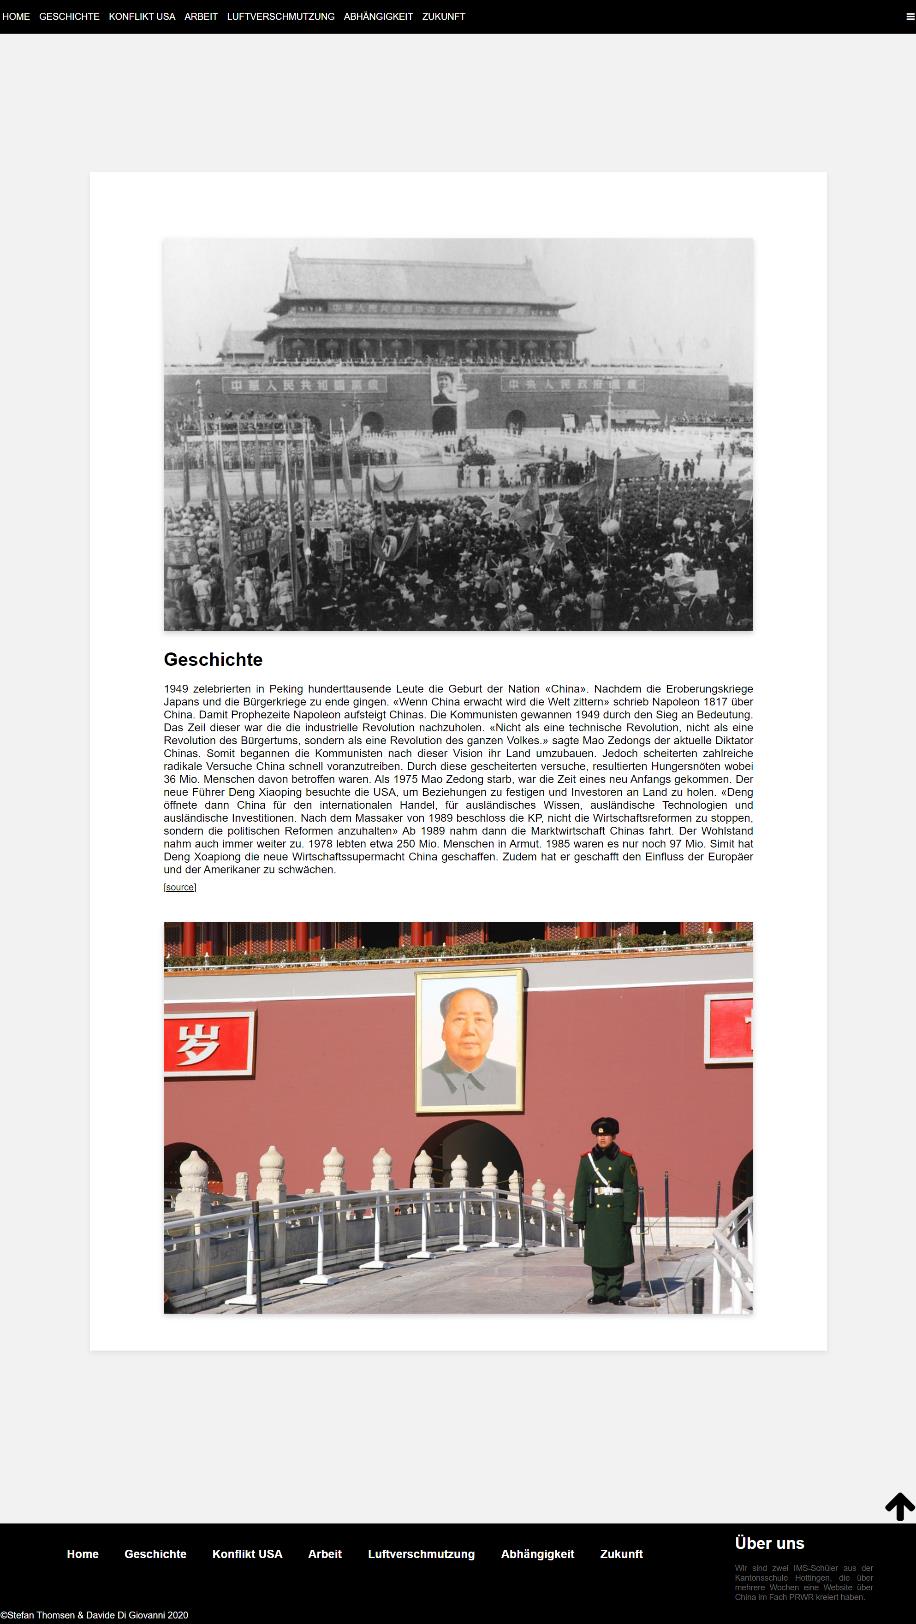 HOME GESCHICHTE KONFLIKT USA ARBEIT LUFTVERSCHMUTZUNG ABHÄNGIGKEIT ZUKUNFT
中華人民共和國萬歲
中央人民政府萬歲
Geschichte
1949 zelebrierten in Peking hunderttausende Leute die Geburt der Nation «China». Nachdem die Eroberungskriege
Japans und die Bürgerkriege zu ende gingen. «Wenn China erwacht wird die Welt zittern» schrieb Napoleon 1817 über
China. Damit Prophezeite Napoleon aufsteigt Chinas. Die Kommunisten gewannen 1949 durch den Sieg an Bedeutung.
Das Zeil dieser war die die industrielle Revolution nachzuholen. «Nicht als eine technische Revolution, nicht als eine
Revolution des Bürgertums, sondern als eine Revolution des ganzen Volkes.» sagte Mao Zedongs der aktuelle Diktator
Chinas. Somit begannen die Kommunisten nach dieser Vision ihr Land umzubauen. Jedoch scheiterten zahlreiche
radikale Versuche China schnell voranzutreiben. Durch diese gescheiterten versuche, resultierten Hungersnöten wobei
36 Mio. Menschen davon betroffen waren. Als 1975 Mao Zedong starb, war die Zeit eines neu Anfangs gekommen. Der
neue Führer Deng Xiaoping besuchte die USA, um Beziehungen zu festigen und Investoren an Land zu holen. «Deng
öffnete dann China für den internationalen Handel, für ausländisches Wissen, ausländische Technologien und
ausländische Investitionen. Nach dem Massaker von 1989 beschloss die KP, nicht die Wirtschaftsreformen zu stoppen,
sondern die politischen Reformen anzuhalten» Ab 1989 nahm dann die Marktwirtschaft Chinas fahrt. Der Wohlstand
nahm auch immer weiter zu. 1978 lebten etwa 250 Mio. Menschen in Armut. 1985 waren es nur noch 97 Mio. Simit hat
Deng Xoapiong die neue Wirtschaftssupermacht China geschaffen. Zudem hat er geschafft den Einfluss der Europäer
und der Amerikaner zu schwächen.
[source]
岁
Home Geschichte Konflikt USA Arbeit Luftverschmutzung Abhängigkeit Zukunft
Über uns
Wir sind zwei IMS-Schüler aus der
Kantonsschule Hottingen, die über
mehrere Wochen eine Website über
China im Fach PRWR kreiert haben.
©Stefan Thomsen & Davide Di Giovanni 2020